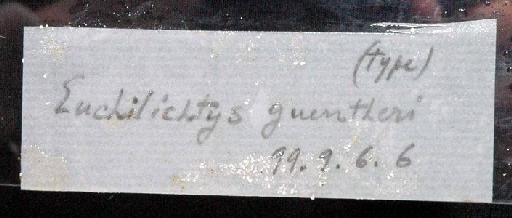 (type)
Euchilichtys guentheri
99.9.6.6